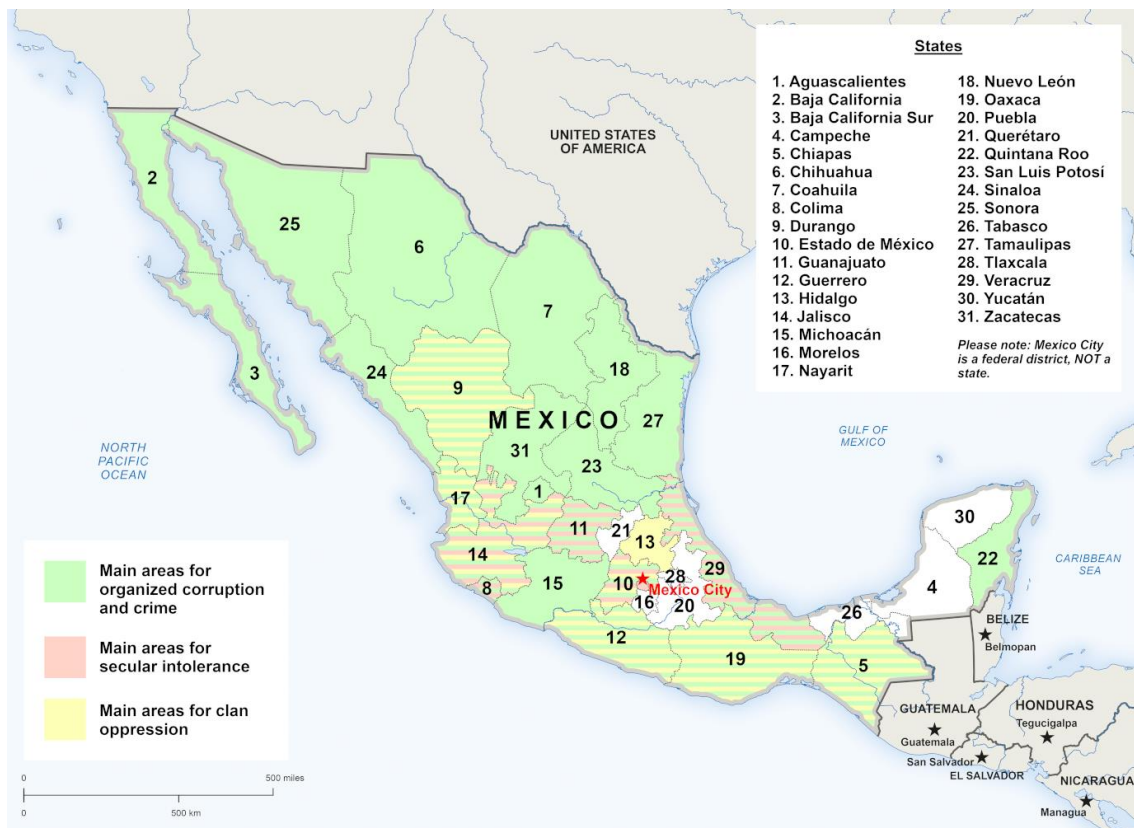 States
1. Aguascalientes
2. Baja California
3. Baja California Sur
4. Campeche
5. Chiapas
6. Chihuahua
7. Coahuila
8. Colima
9. Durango
10. Estado de México
11. Guanajuato
12. Guerrero
13. Hidalgo
14. Jalisco
15. Michoacán
16. Morelos
17. Nayarit
18. Nuevo León
19. Oaxaca
20. Puebla
21. Querétaro
22. Quintana Roo
23. San Luis Potosí
24. Sinaloa
25. Sonora
26. Tabasco
27. Tamaulipas
28. Tlaxcala
29. Veracruz
30. Yucatán
31. Zacatecas
Please note: Mexico City
is a federal district, NOT a
state.
UNITED STATES
OF AMERICA
2
25
6
7
3
24
9
18
27
MEXICO
31
23
NORTH
PACIFIC
OCEAN
GULF OF
MEXICO
17
1
11
21
13
14
8
15
10
28
29
Mexico City
16
20
12
19
30
22
4
26
5
CARIBBEAN
SEA
BELIZE
Belmopan
GUATEMALA
Guatemala
HONDURAS
Tegucigalpa
San Salvador
EL SALVADOR
NICARAGUA
Managua
Main areas for
organized corruption
and crime
Main areas for
secular intolerance
Main areas for clan
oppression
0
500 miles
0
500 km